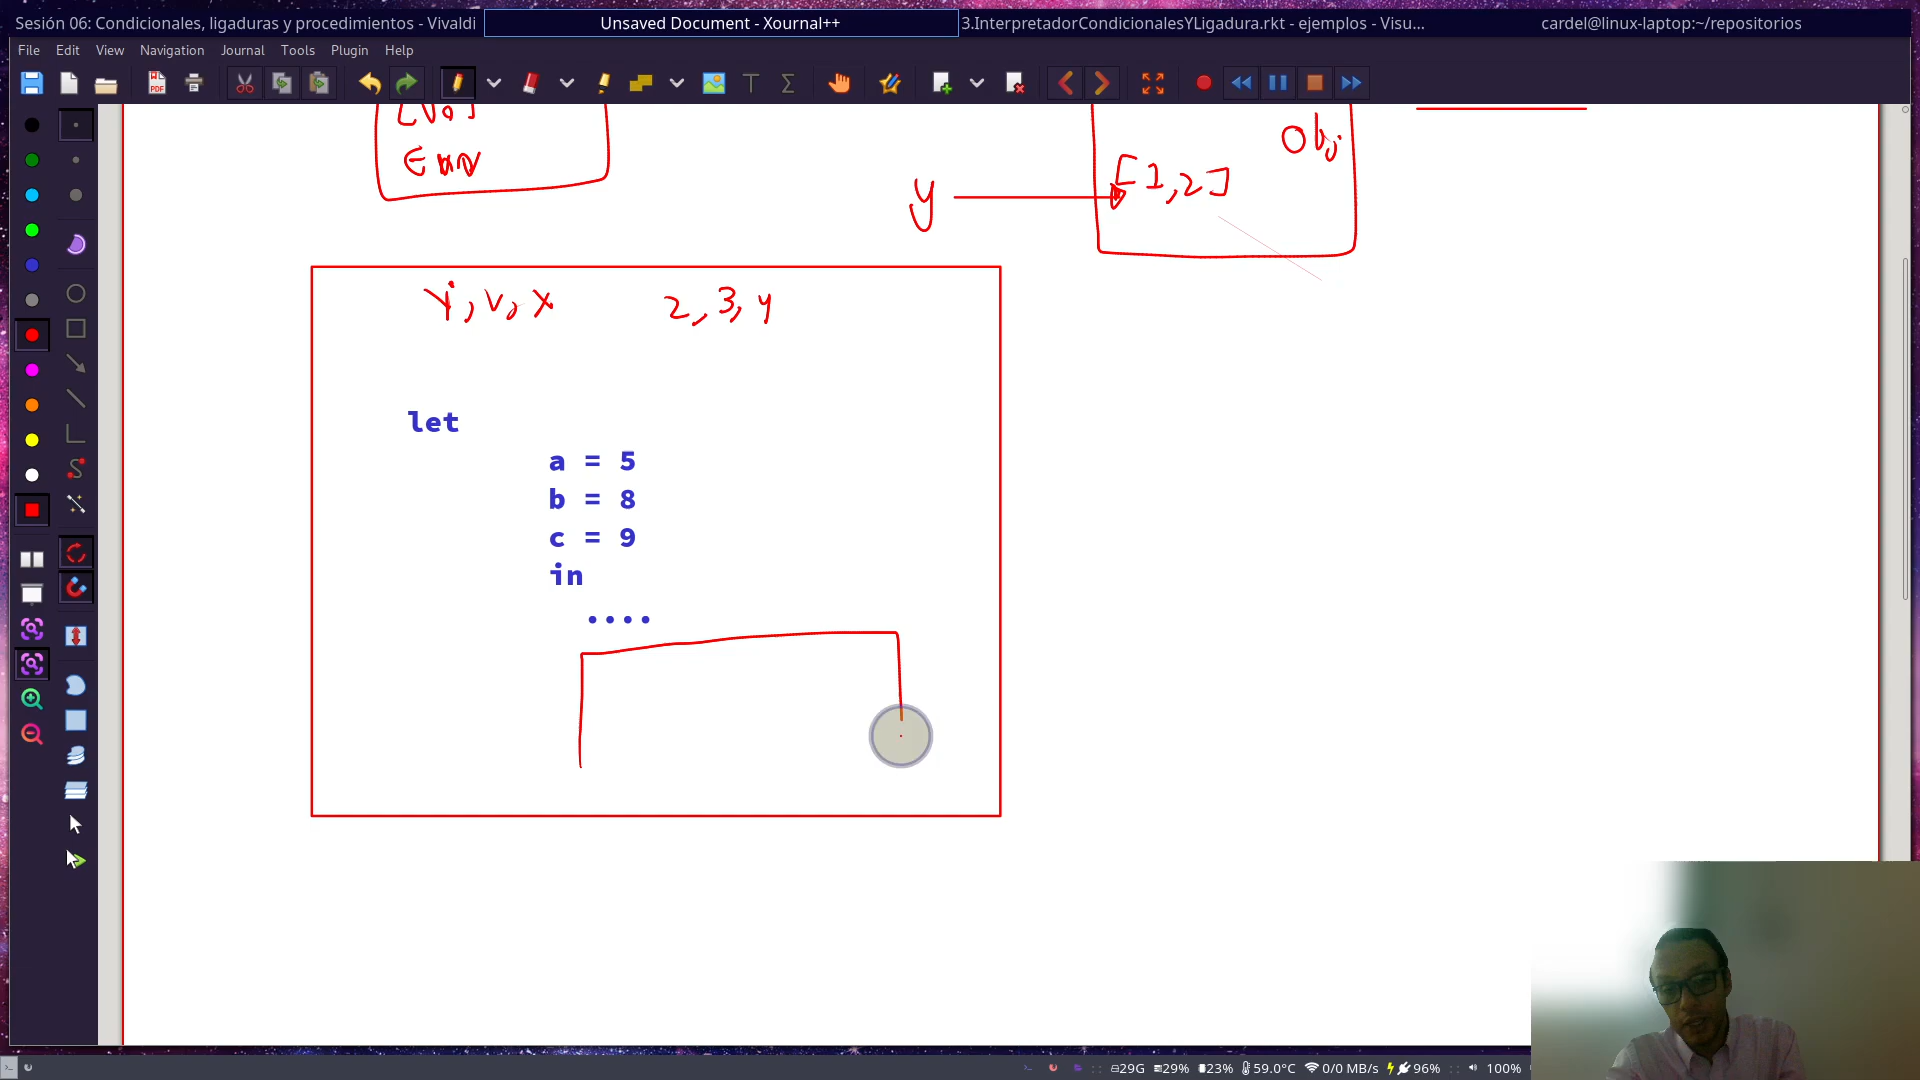 Sesión 06: Condicionales, ligaduras y procedimientos - Vivaldi
Unsaved Document - Xournal++
3.InterpretadorCondicionalesYLigadura.rkt - ejemplos - Visu...
cardel@linux-laptop:~/repositorios
File Edit View Navigation Journal Tools Plugin Help
Obj
[1,2]
y
2, 3, 4
let
a = 5
b = 8
c = 9
in
....
29G 29% 23% 59.0°C 0/0 MB/s 96% :: 100%